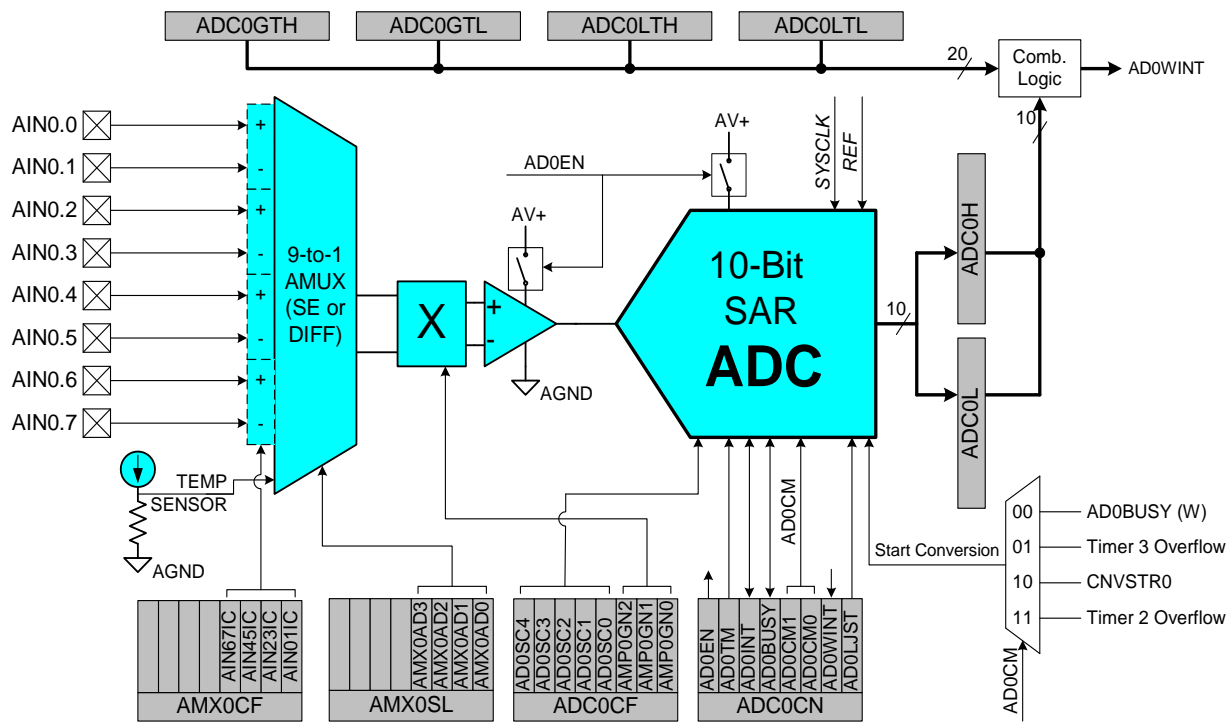 ADC0GTH
ADC0GTL
ADC0LTH
ADC0LTL
20
Comb.
Logic
AD0WINT
10
AIN0.0
AIN0.1
AIN0.2
AIN0.3
AIN0.4
AIN0.5
AIN0.6
AIN0.7
+
-
+
-
+
-
+
-
9-to-1
AMUX
(SE or
DIFF)
X
+
-
AV+
AGND
AD0EN
AV+
SYSCLK
REF
10-Bit
SAR
ADC
10
ADC0H
ADC0L
TEMP
SENSOR
AGND
AD0CM
Start Conversion
00
01
10
11
AD0BUSY (W)
Timer 3 Overflow
CNVSTR0
Timer 2 Overflow
AD0CM
AIN67IC
AIN45IC
AIN23IC
AIN01IC
AMX0CF
AMX0AD3
AMX0AD2
AMX0AD1
AMX0AD0
AMX0SL
AD0SC4
AD0SC3
AD0SC2
AD0SC1
AD0SC0
AMP0GN2
AMP0GN1
AMP0GN0
ADC0CF
AD0EN
AD0TM
AD0INT
AD0BUSY
AD0CM1
AD0CM0
AD0WINT
AD0LJST
ADC0CN